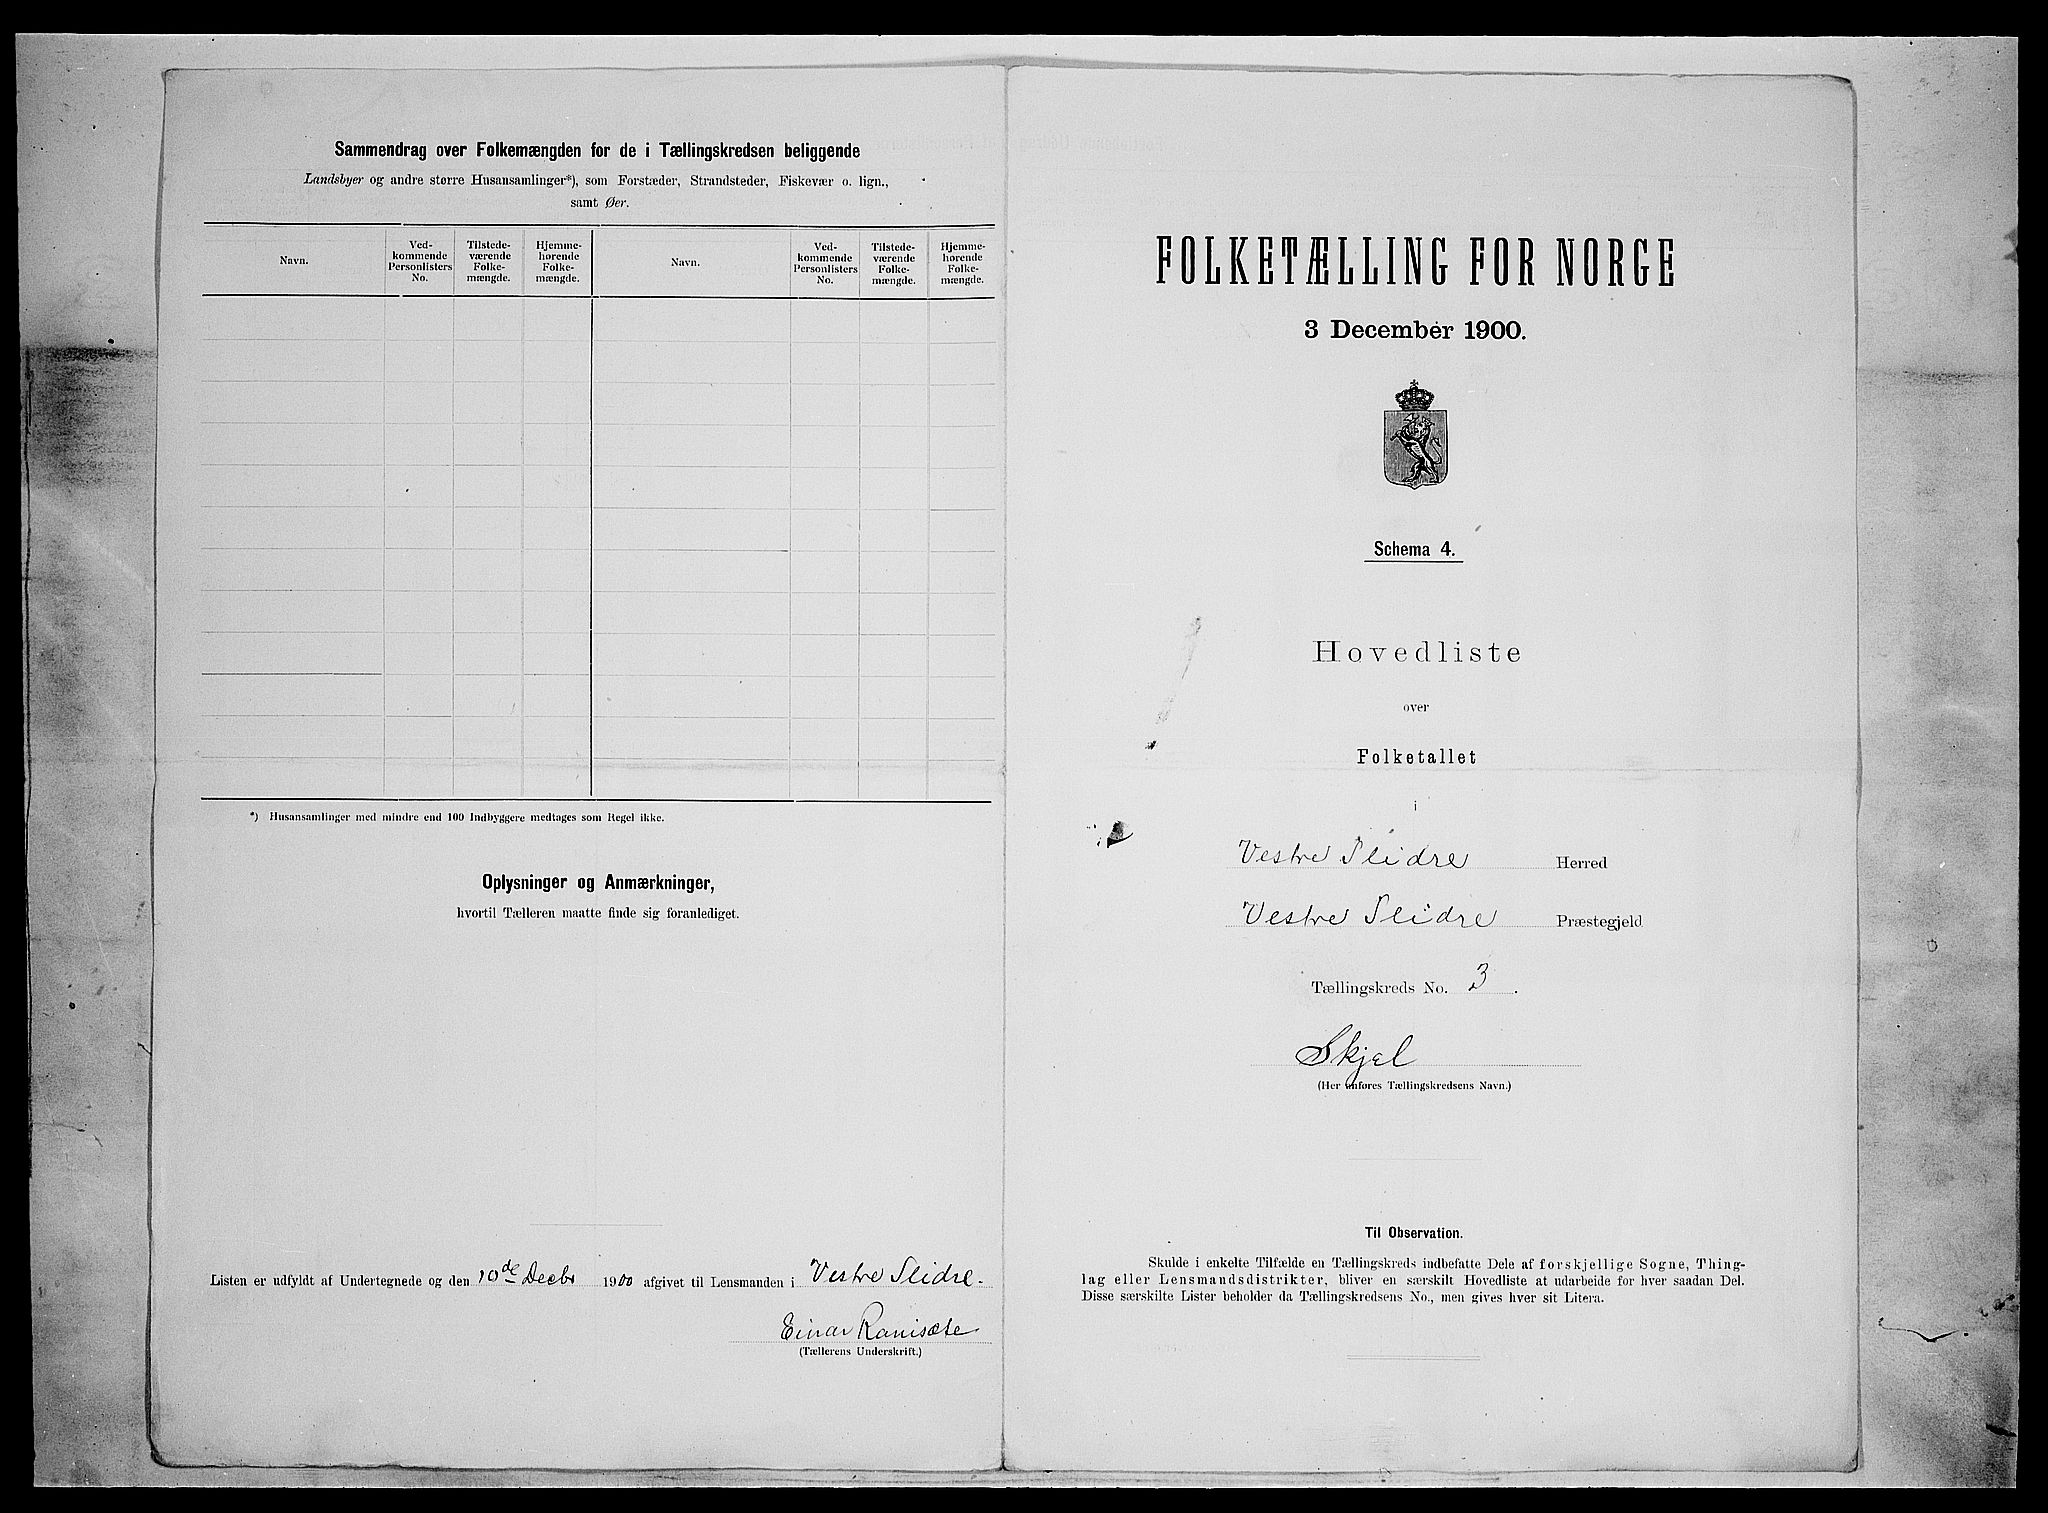 Sammendrag over Folkemængden for de i Tællingskredsen beliggende
Landsbyer og andre større Husansamlinger*), som Forstæder, Strandsteder, Fiskevær o. lign.,
samt Øer.
Navn.
Ved-
kommende
Personlisters
No.
Tilstede-
værende
Folke-
mængde.
Hjemme-
hørende
Folke-
mængde.
Navn.
Ved-
kommende
Personlisters
No.
Tilstede-
værende
Folke-
mængde.
Hjemme-
hørende
Folke-
mængde.
*) Husansamlinger med mindre end 100 Indbyggere medtages som Regel ikke.
Oplysninger og Anmærkninger,
hvortil Tælleren maatte finde sig foranlediget.
Listen er udfyldt af Undertegnede og den 10de Decbr 1900 afgivet til Lensmanden i Vestre Slidre.
Einar Ranisæte
(Tællerens Underskrift.)
FOLKETÆLLING FOR NORGE
3 December 1900.
Schema 4.
Hovedliste
over
Folketallet
i
Vestre Slidre Herred
Vestre Slidre Præstegjeld
Tællingskreds No. 3.
Skjel
(Her anføres Tællingskredsens Navn.)
Til Observation.
Skulde i enkelte Tilfælde en Tællingskreds indbefatte Dele af forskjellige Sogne, Thing-
lag eller Lensmandsdistrikter, bliver en særskilt Hovedliste at udarbeide for hver saadan Del.
Disse særskilte Lister beholder da Tællingskredsens No., men gives hver sit Litera.